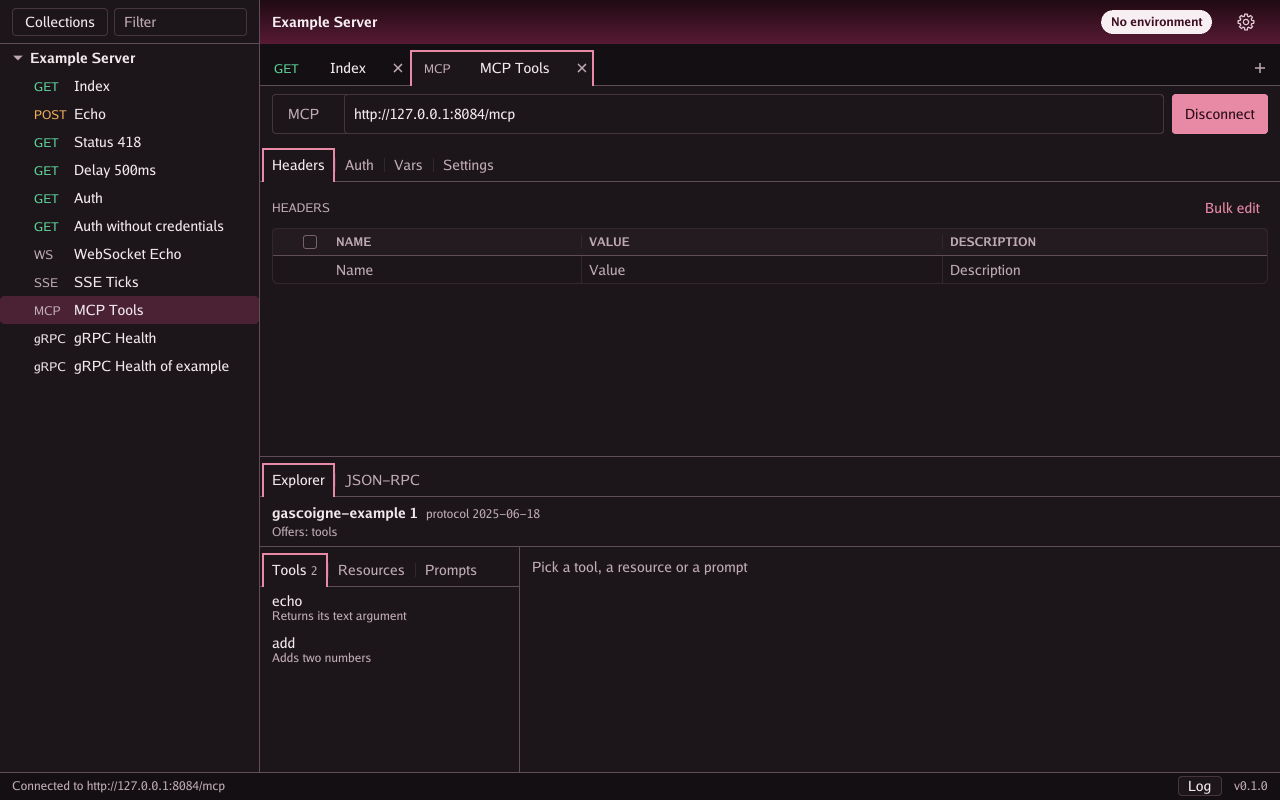 Collections Filter Example Server No environment
Example Server
GET Index
POST Echo
GET Status 418
GET Delay 500ms
GET Auth
GET Auth without credentials
WS WebSocket Echo
SSE SSE Ticks
MCP MCP Tools
gRPC gRPC Health
gRPC gRPC Health of example
GET Index ✕ MCP MCP Tools ✕ +
MCP http://127.0.0.1:8084/mcp Disconnect
Headers Auth Vars Settings
HEADERS Bulk edit
NAME VALUE DESCRIPTION
Name Value Description
Explorer JSON-RPC
gascoigne-example 1 protocol 2025-06-18
Offers: tools
Tools 2 Resources Prompts
echo
Returns its text argument
add
Adds two numbers
Pick a tool, a resource or a prompt
Connected to http://127.0.0.1:8084/mcp Log v0.1.0